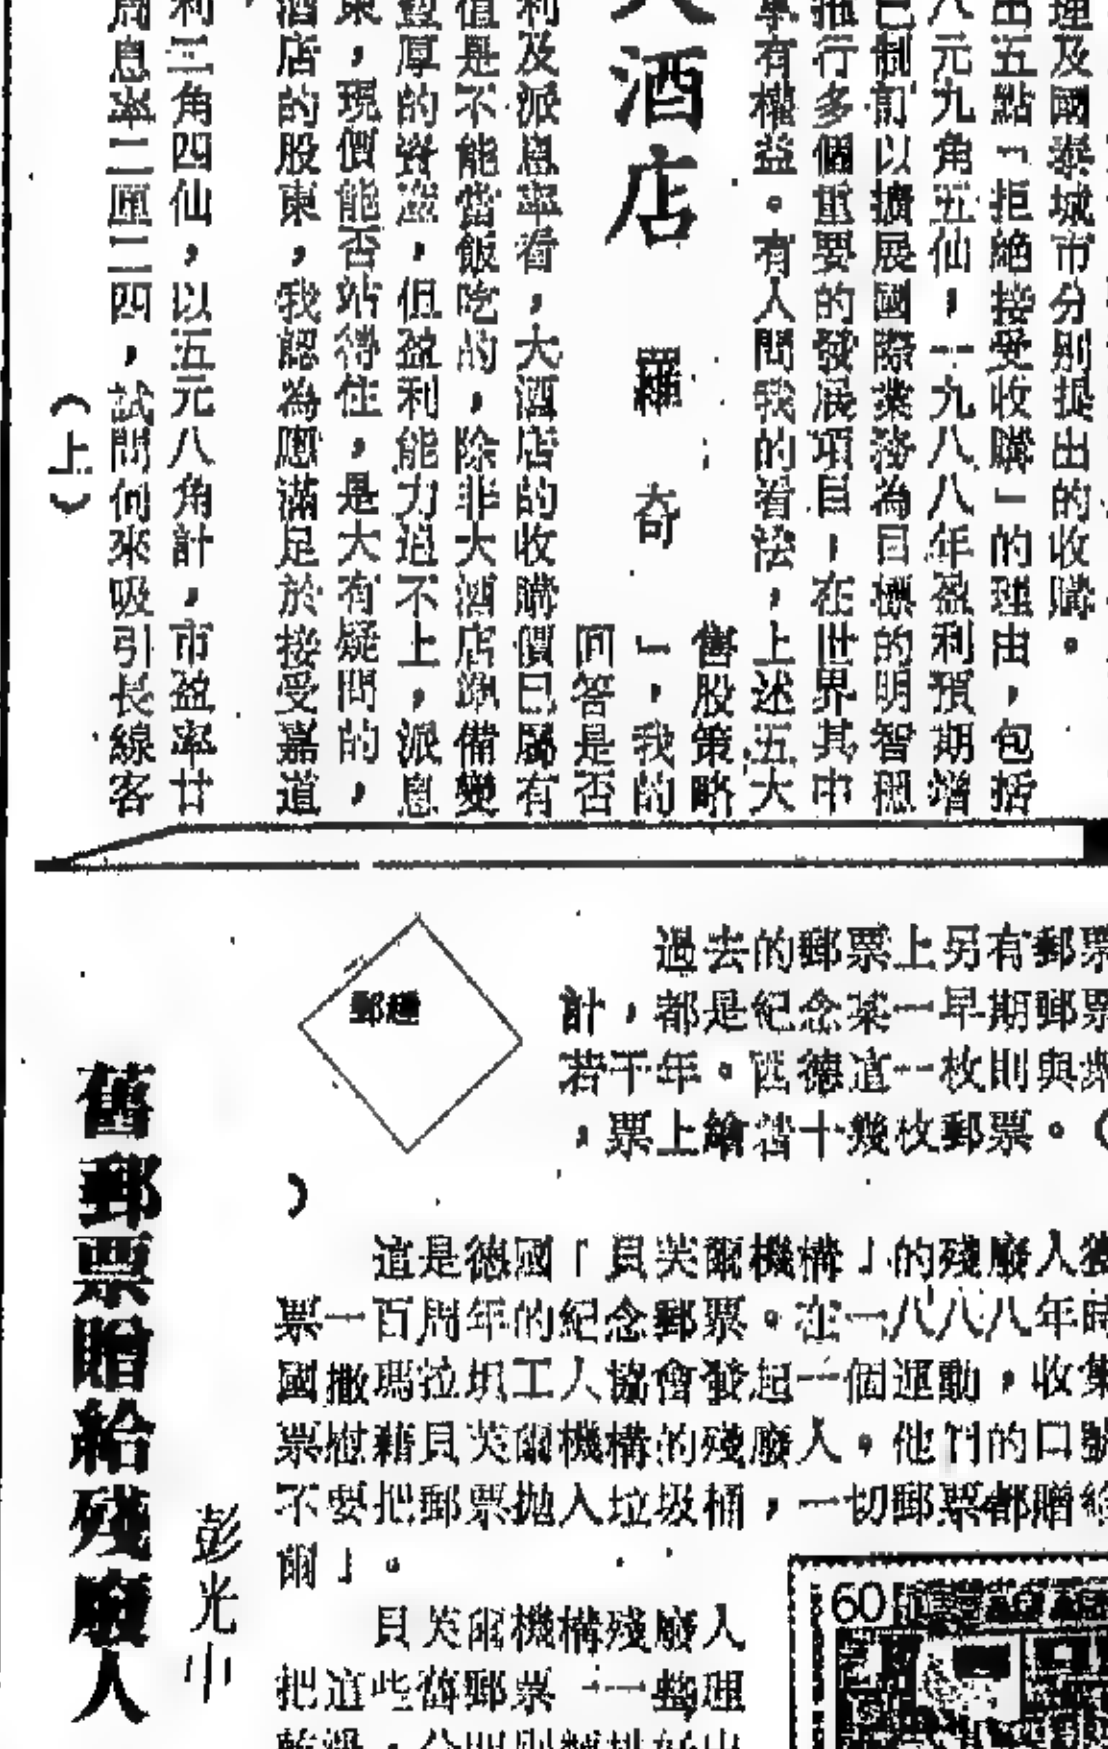 理及國泰城市分別提出的收購。
出五點「拒絕接受收購」的理由，包括
八元九角五仙，一九八八年盈利預期增
已制訂以擴展國際業務為目標的明智穩
推行多個重要的發展項目，在世界其中
享有權益。有人問我的看法，上述五大
售股策略
」，我的
回答是否
大酒店
羅奇
利及派息率看，大酒店的收購價已屬有
值是不能當飯吃的，除非大酒店準備變
豐厚的資產，但盈利能力追不上，派息
東，現價能否站得住，是大有疑問的，
酒店的股東，我認為應滿足於接受嘉道
利三角四仙，以五元八角計，市盈率廿
周息率二厘二四，試問何來吸引長線客
（上）
郵趣
舊郵票贈給殘廢人
彭光中
過去的郵票上另有郵票
計，都是紀念某一早期郵票
若干年。西德這一枚則與
，票上繪着十幾枚郵票。（
）
這是德國「貝芙爾機構」的殘廢人
票一百周年的紀念郵票。在一八八八年時
國撒瑪拉坝工人協會發起一個運動，收集
票慰藉貝芙爾機構的殘廢人。他們的口號
不要把郵票拋入垃圾桶，一切郵票都贈給
爾」。
貝芙爾機構殘廢人
把這些舊郵票一一整理
60